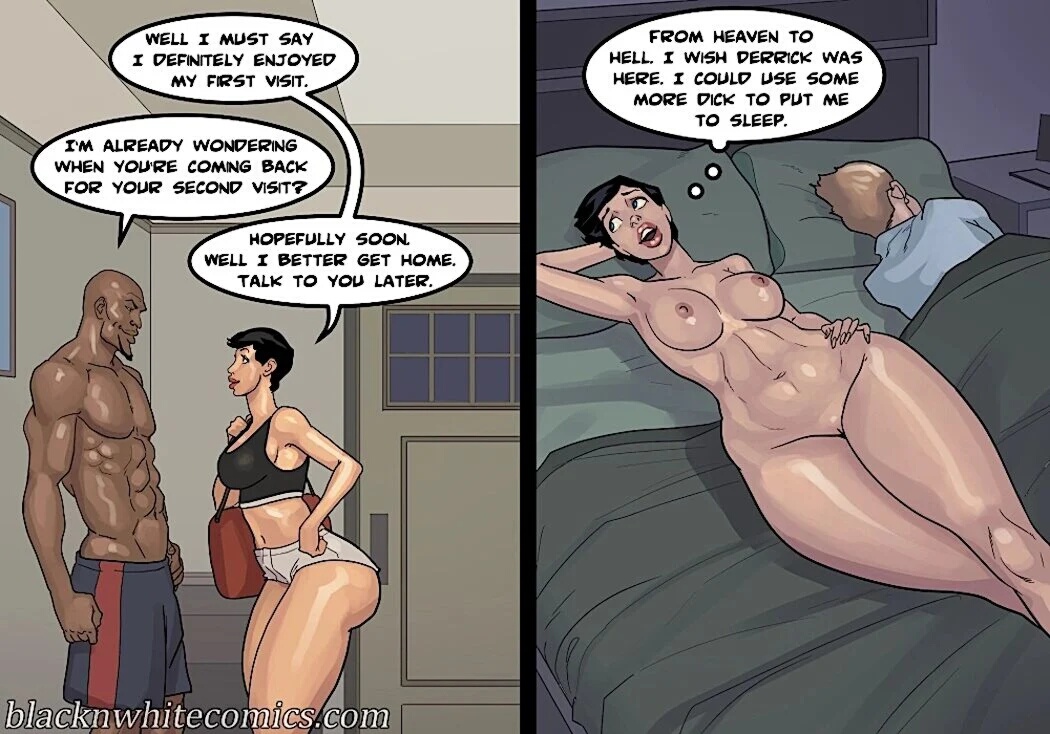 WELL I MUST SAY
I DEFINITELY ENJOYED
MY FIRST VISIT.
I'M ALREADY WONDERING
WHEN YOU'RE COMING BACK
FOR YOUR SECOND VISIT?
HOPEFULLY SOON.
WELL I BETTER GET HOME.
TALK TO YOU LATER.
FROM HEAVEN TO
HELL. I WISH DERRICK WAS
HERE. I COULD USE SOME
MORE DICK TO PUT ME
TO SLEEP.
blacknwhitecomics.com